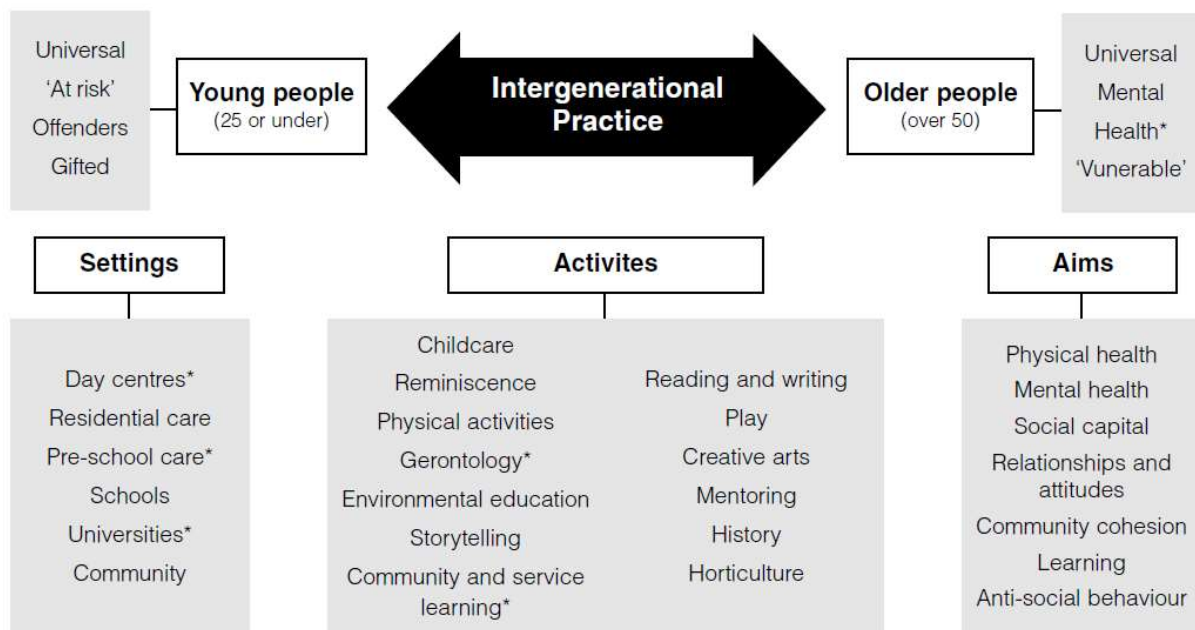 Universal
'At risk'
Offenders
Gifted
Young people
(25 or under)
Intergenerational
Practice
Older people
(over 50)
Universal
Mental
Health*
'Vunerable'
Settings
Day centres*
Residential care
Pre-school care*
Schools
Universities*
Community
Activites
Childcare
Reminiscence
Physical activities
Gerontology*
Environmental education
Storytelling
Community and service
learning*
Reading and writing
Play
Creative arts
Mentoring
History
Horticulture
Aims
Physical health
Mental health
Social capital
Relationships and
attitudes
Community cohesion
Learning
Anti-social behaviour